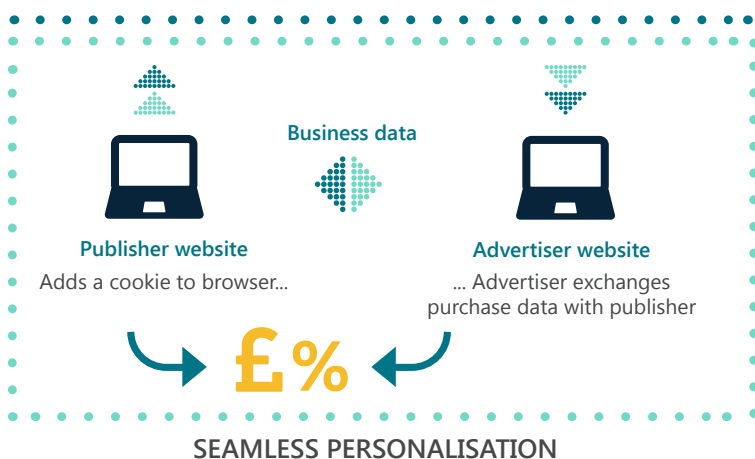 Business data
Publisher website
Adds a cookie to browser...
Advertiser website
... Advertiser exchanges
purchase data with publisher
£%
SEAMLESS PERSONALISATION